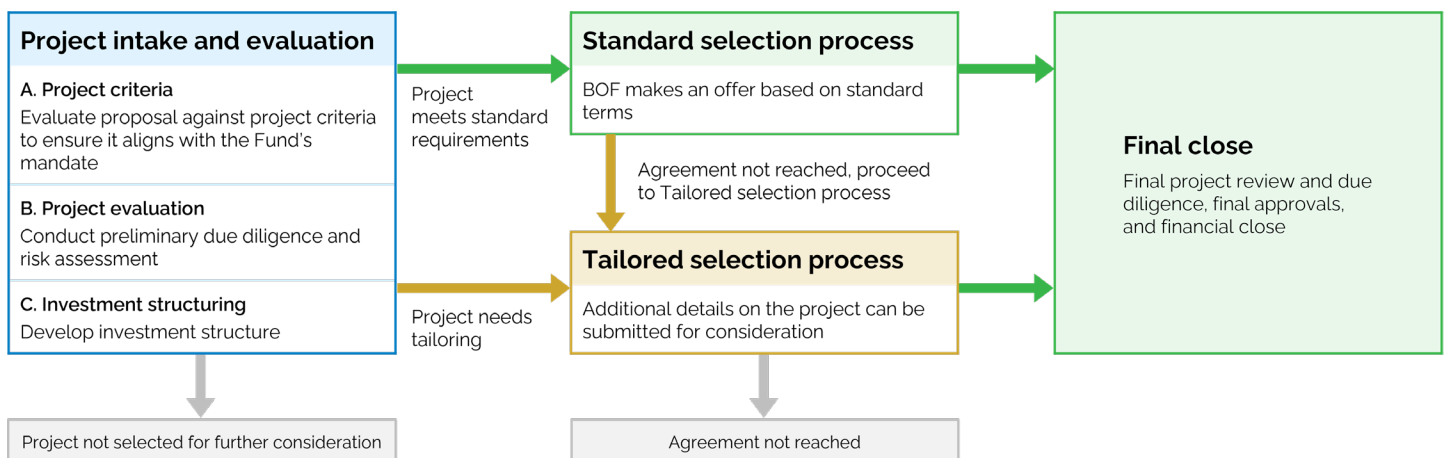 Project intake and evaluation
A. Project criteria
Evaluate proposal against project criteria
to ensure it aligns with the Fund's
mandate
B. Project evaluation
Conduct preliminary due diligence and
risk assessment
C. Investment structuring
Develop investment structure
Project not selected for further consideration
Project
meets standard
requirements
Project needs
tailoring
Standard selection process
BOF makes an offer based on standard
terms
Agreement not reached, proceed
to Tailored selection process
Tailored selection process
Additional details on the project can be
submitted for consideration
Agreement not reached
Final close
Final project review and due
diligence, final approvals,
and financial close